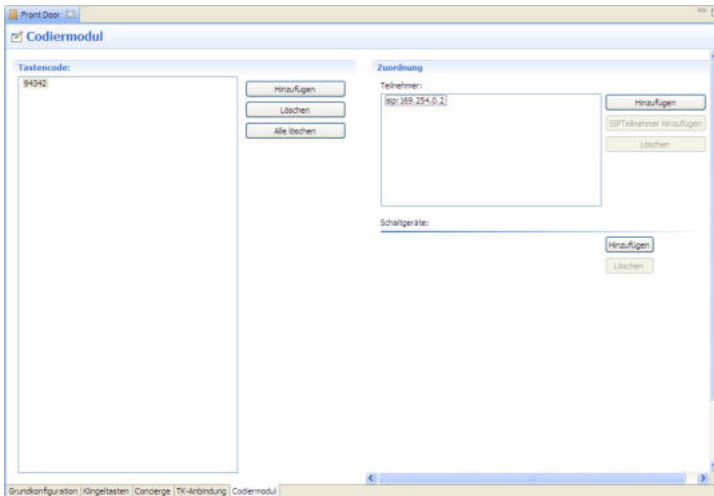 Front Door
Codiermodul
Tastencode:
94342
Hinzufügen
Löschen
Alle löschen
Zuordnung
Teilnehmer:
sip:169.254.0.2
Hinzufügen
SIPTeilnehmer hinzufügen
Löschen
Schaltgeräte:
Hinzufügen
Löschen
Grundkonfiguration Klingeltasten Concierge TK-Anbindung Codiermodul